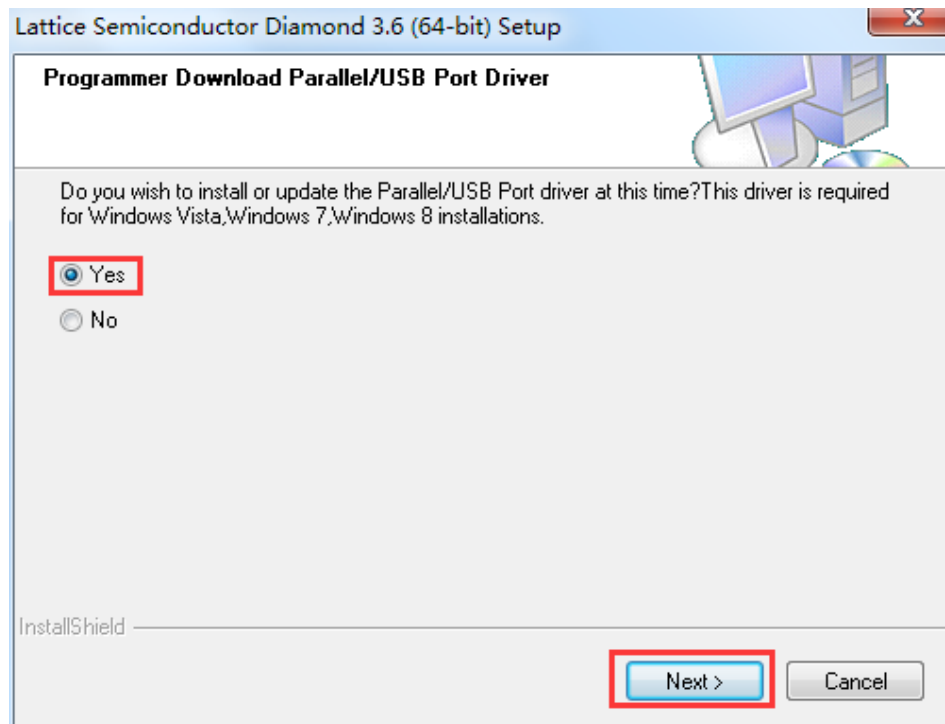 Lattice Semiconductor Diamond 3.6 (64-bit) Setup
Programmer Download Parallel/USB Port Driver
Do you wish to install or update the Parallel/USB Port driver at this time?This driver is required
for Windows Vista,Windows 7,Windows 8 installations.
Yes
No
InstallShield
Next >
Cancel